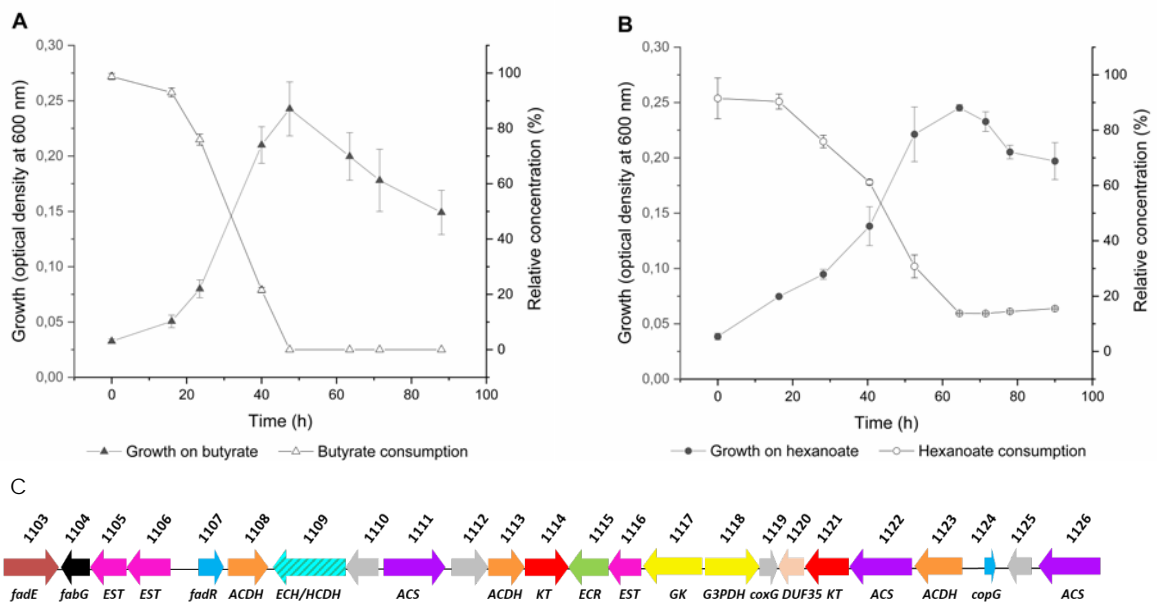 A
Growth (optical density at 600 nm)
0,30
0,25
0,20
0,15
0,10
0,05
0,00
100
80
60
40
20
0
Relative concentration (%)
0 20 40 60 80 100
Time (h)
Growth on butyrate Butyrate consumption
B
Growth (optical density at 600 nm)
0,30
0,25
0,20
0,15
0,10
0,05
0,00
100
80
60
40
20
0
Relative concentration (%)
0 20 40 60 80 100
Time (h)
Growth on hexanoate Hexanoate consumption
C
1103 1104 1105 1106 1107 1108 1109 1110 1111 1112 1113 1114 1115 1116 1117 1118 1119 1120 1121 1122 1123 1124 1125 1126
fadE fabG EST EST fadR ACDH ECH/HCDH ACS ACDH KT ECR EST GK G3PDH coxG DUF35 KT ACS ACDH copG ACS